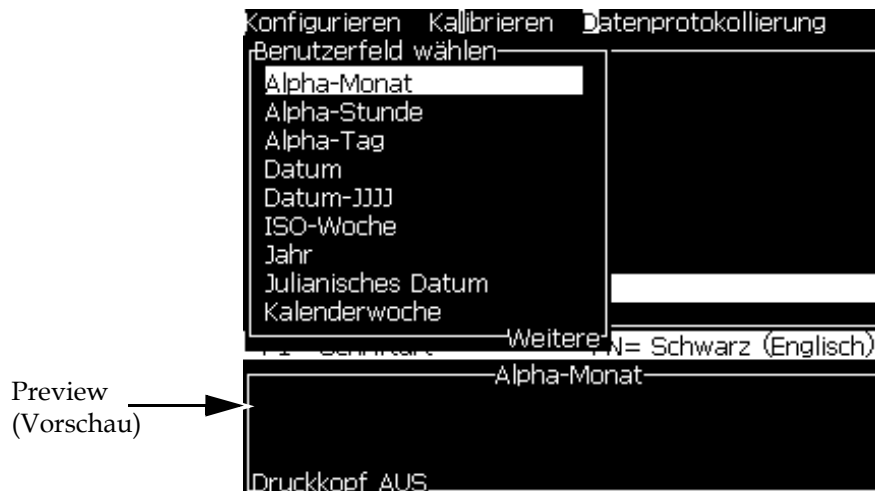 Konfigurieren Kalibrieren Datenprotokollierung
Benutzerfeld wählen
Alpha-Monat
Alpha-Stunde
Alpha-Tag
Datum
Datum-JJJJ
ISO-Woche
Jahr
Julianisches Datum
Kalenderwoche
Weitere
= Schwarz (Englisch)
Alpha-Monat
Preview
(Vorschau)
Druckkopf AUS